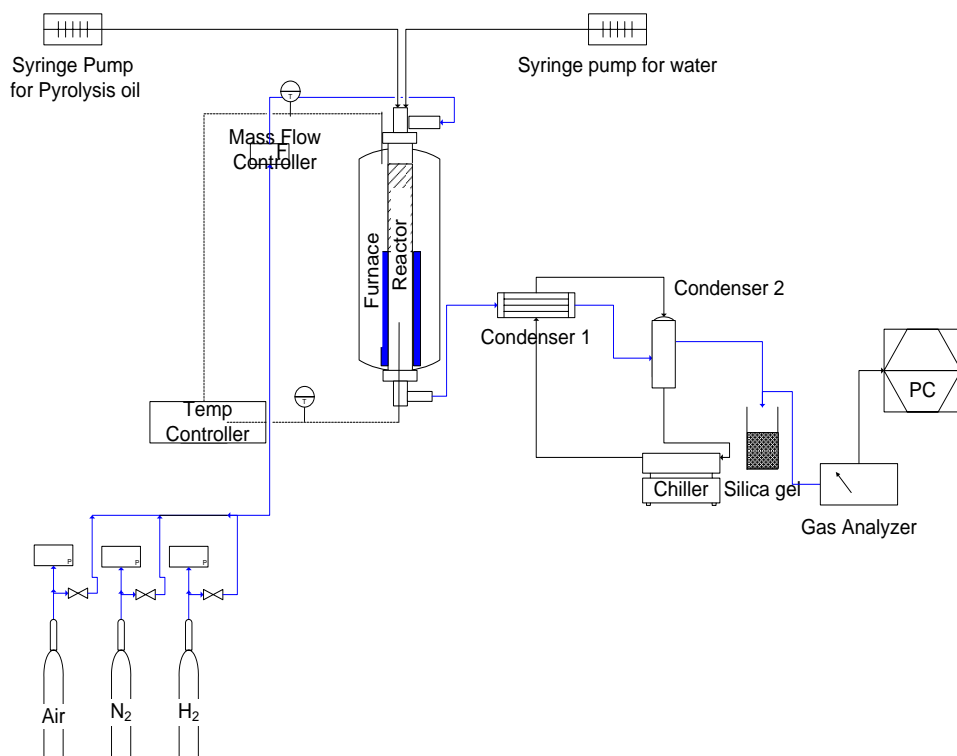 Syringe Pump
for Pyrolysis oil
Syringe pump for water
T
Mass Flow
Controller
F
Furnace
Reactor
Condenser 1
Condenser 2
PC
T
Temp
Controller
Chiller
Silica gel
Gas Analyzer
P
P
P
Air
N₂
H₂